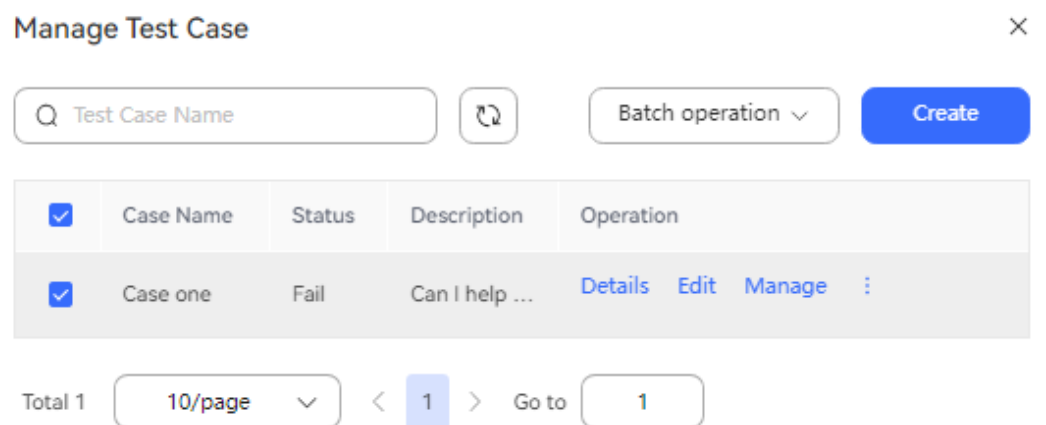 Manage Test Case
Test Case Name
Batch operation
Create
Case Name Status Description Operation
Case one Fail Can I help ... Details Edit Manage
Total 1 10/page 1 Go to 1